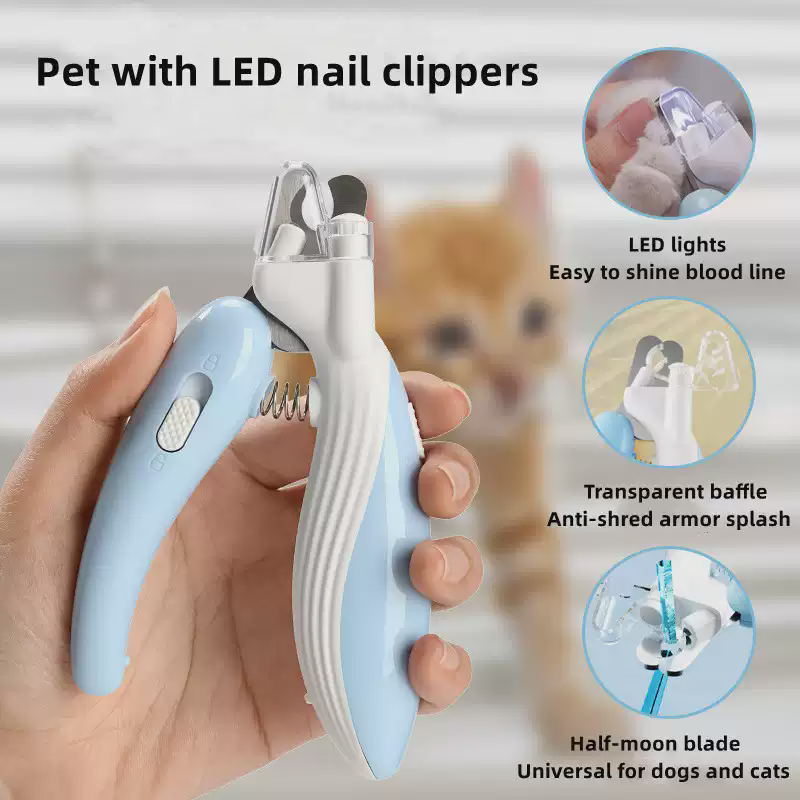 Pet with LED nail clippers
LED lights
Easy to shine blood line
Transparent baffle
Anti-shred armor splash
Half-moon blade
Universal for dogs and cats